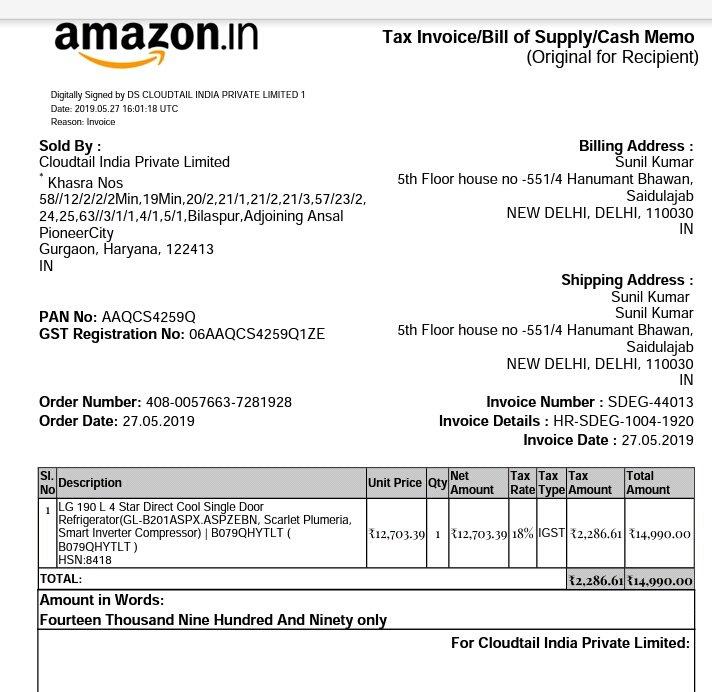 amazon.in
Tax Invoice/Bill of Supply/Cash Memo
(Original for Recipient)
Digitally Signed by DS CLOUDTAIL INDIA PRIVATE LIMITED 1
Date: 2019.05.27 16:01:18 UTC
Reason: Invoice
Sold By :
Cloudtail India Private Limited
* Khasra Nos
58//12/2/2/2Min,19Min,20/2,21/1,21/2,21/3,57/23/2,
24,25,63//3/1/1,4/1,5/1,Bilaspur,Adjoining Ansal
PioneerCity
Gurgaon, Haryana, 122413
IN
Billing Address :
Sunil Kumar
5th Floor house no -551/4 Hanumant Bhawan,
Saidulajab
NEW DELHI, DELHI, 110030
IN
Shipping Address :
Sunil Kumar
Sunil Kumar
5th Floor house no -551/4 Hanumant Bhawan,
Saidulajab
NEW DELHI, DELHI, 110030
IN
PAN No: AAQCS4259Q
GST Registration No: 06AAQCS4259Q1ZE
Order Number: 408-0057663-7281928
Order Date: 27.05.2019
Invoice Number : SDEG-44013
Invoice Details : HR-SDEG-1004-1920
Invoice Date : 27.05.2019
Sl. No Description Unit Price Qty Net Amount Tax Rate Tax Type Tax Amount Total Amount
1 LG 190 L 4 Star Direct Cool Single Door
Refrigerator(GL-B201ASPX.ASPZEBN, Scarlet Plumeria,
Smart Inverter Compressor) | B079QHYTLT (
B079QHYTLT )
HSN:8418
₹12,703.39 1 ₹12,703.39 18% IGST ₹2,286.61 ₹14,990.00
TOTAL: ₹2,286.61 ₹14,990.00
Amount in Words:
Fourteen Thousand Nine Hundred And Ninety only
For Cloudtail India Private Limited: